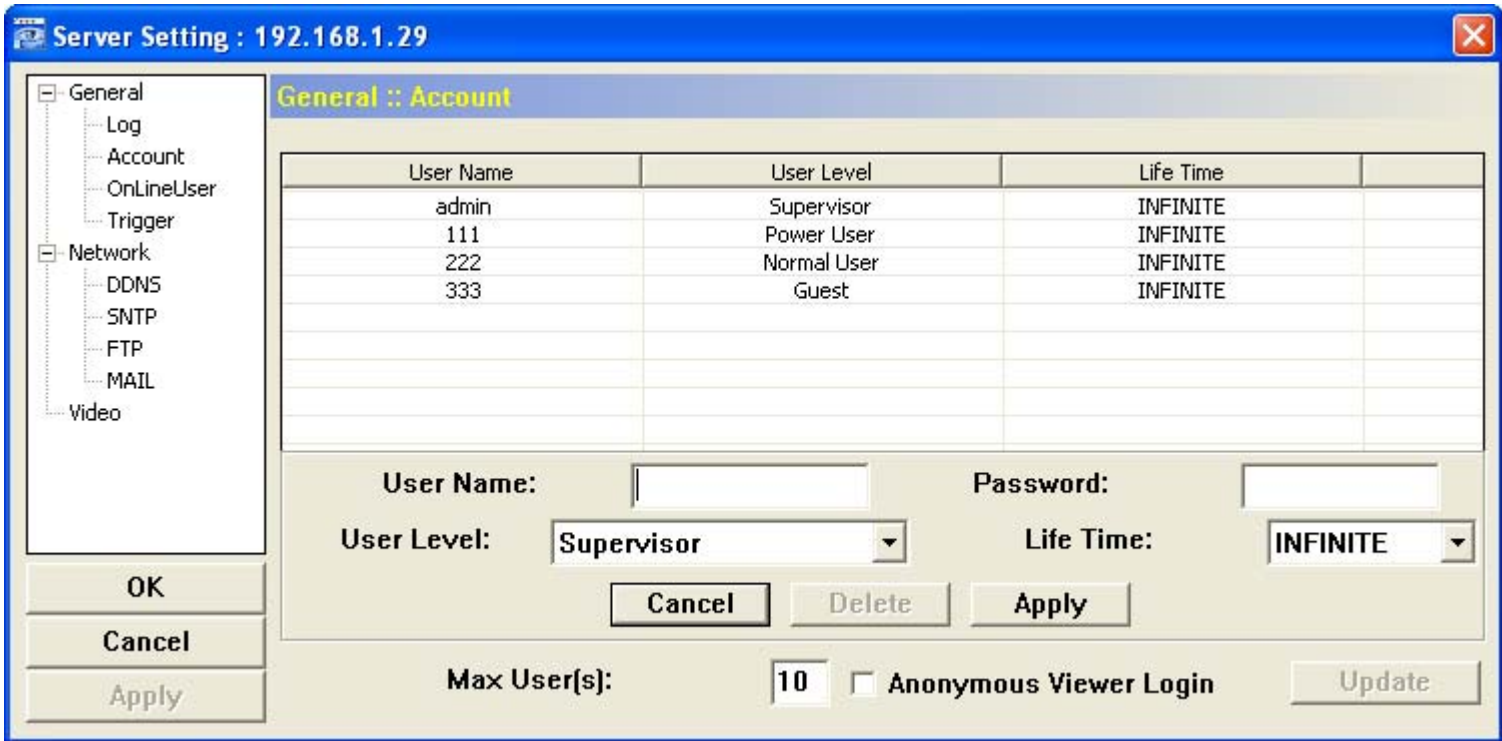 Server Setting : 192.168.1.29
General
Log
Account
OnLineUser
Trigger
Network
DDNS
SNTP
FTP
MAIL
Video
OK
Cancel
Apply
General :: Account
User Name User Level Life Time
admin Supervisor INFINITE
111 Power User INFINITE
222 Normal User INFINITE
333 Guest INFINITE
User Name: Password:
User Level: Supervisor Life Time: INFINITE
Cancel Delete Apply
Max User(s): 10 Anonymous Viewer Login Update